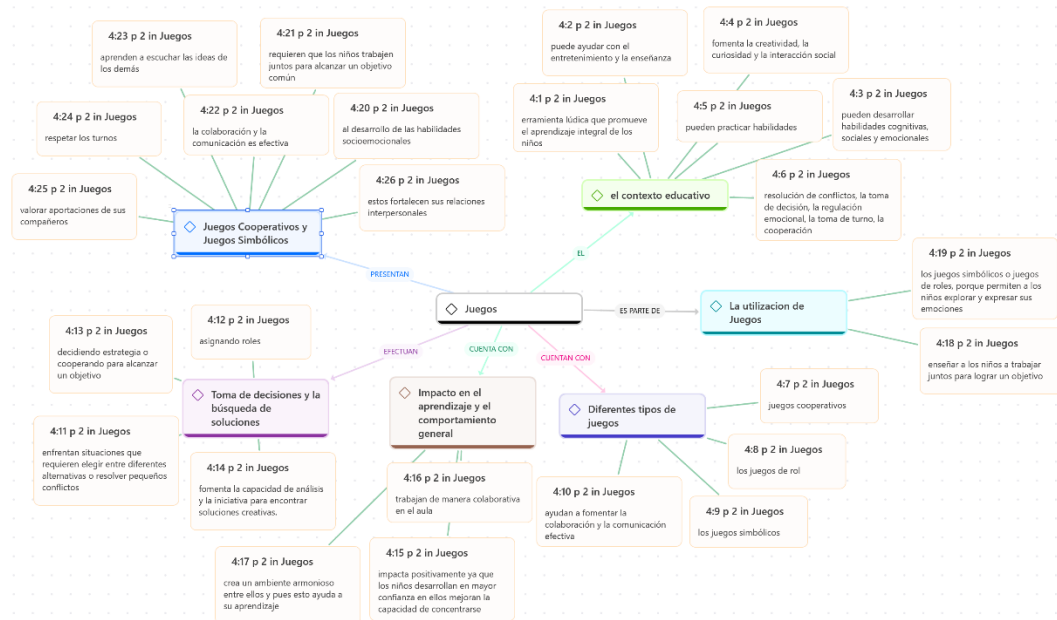 4:23 p 2 in Juegos
aprenden a escuchar las ideas de
los demás
4:21 p 2 in Juegos
requieren que los niños trabajen
juntos para alcanzar un objetivo
común
4:24 p 2 in Juegos
respetar los turnos
4:22 p 2 in Juegos
la colaboración y la
comunicación es efectiva
4:20 p 2 in Juegos
al desarrollo de las habilidades
socioemocionales
4:25 p 2 in Juegos
valorar aportaciones de sus
compañeros
4:26 p 2 in Juegos
estos fortalecen sus relaciones
interpersonales
Juegos Cooperativos y
Juegos Simbólicos
PRESENTAN
4:2 p 2 in Juegos
puede ayudar con el
entretenimiento y la enseñanza
4:4 p 2 in Juegos
fomenta la creatividad, la
curiosidad y la interacción social
4:1 p 2 in Juegos
erramienta lúdica que promueve
el aprendizaje integral de los
niños
4:5 p 2 in Juegos
pueden practicar habilidades
4:3 p 2 in Juegos
pueden desarrollar
habilidades cognitivas,
sociales y emocionales
4:6 p 2 in Juegos
resolución de conflictos, la toma
de decisión, la regulación
emocional, la toma de turno, la
cooperación
el contexto educativo
EL
Juegos
ES PARTE DE
La utilizacion de
Juegos
4:19 p 2 in Juegos
los juegos simbólicos o juegos
de roles, porque permiten a los
niños explorar y expresar sus
emociones
4:18 p 2 in Juegos
enseñar a los niños a trabajar
juntos para lograr un objetivo
EFECTUAN
CUENTA CON
CUENTAN CON
4:13 p 2 in Juegos
decidiendo estrategia o
cooperando para alcanzar
un objetivo
4:12 p 2 in Juegos
asignando roles
Toma de decisiones y la
búsqueda de
soluciones
4:11 p 2 in Juegos
enfrentan situaciones que
requieren elegir entre diferentes
alternativas o resolver pequeños
conflictos
4:14 p 2 in Juegos
fomenta la capacidad de análisis
y la iniciativa para encontrar
soluciones creativas.
Impacto en el
aprendizaje y el
comportamiento
general
4:16 p 2 in Juegos
trabajan de manera colaborativa
en el aula
4:17 p 2 in Juegos
crea un ambiente armonioso
entre ellos y pues esto ayuda a
su aprendizaje
4:15 p 2 in Juegos
impacta positivamente ya que
los niños desarrollan en mayor
confianza en ellos mejoran la
capacidad de concentrarse
Diferentes tipos de
juegos
4:7 p 2 in Juegos
juegos cooperativos
4:8 p 2 in Juegos
los juegos de rol
4:9 p 2 in Juegos
los juegos simbólicos
4:10 p 2 in Juegos
ayudan a fomentar la
colaboración y la comunicación
efectiva